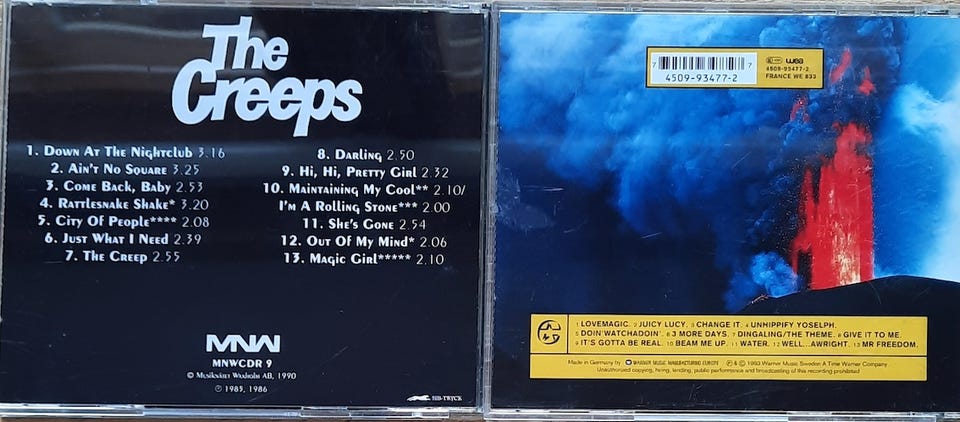 The
Creeps
1. Down At The Nightclub 3.16
2. Ain't No Square 3.25
3. Come Back, Baby 2.53
4. Rattlesnake Shake* 3.20
5. City Of People**** 2.08
6. Just What I Need 2.39
7. The Creep 2.55
8. Darling 2.50
9. Hi, Hi, Pretty Girl 2.32
10. Maintaining My Cool** 2.10/
I'm A Rolling Stone*** 2.00
11. She's Gone 2.54
12. Out Of My Mind* 2.06
13. Magic Girl***** 2.10
MNW
MNWCDR 9
© Musiknätet Waxholm AB, 1990
℗ 1985, 1986
SIB-TRYCK
7 4509-93477-2 7
wea
4509-93477-2
FRANCE WE 833
1 LOVEMAGIC. 2 JUICY LUCY. 3 CHANGE IT. 4 UNHIPPIFY YOSELPH.
5 DOIN' WATCHADOIN'. 6 3 MORE DAYS. 7 DINGALING/THE THEME. 8 GIVE IT TO ME.
9 IT'S GOTTA BE REAL. 10 BEAM ME UP. 11 WATER. 12 WELL...AWRIGHT. 13 MR FREEDOM.
Made in Germany by WARNER MUSIC MANUFACTURING EUROPE ℗ & © 1993 Warner Music Sweden A Time Warner Company.
Unauthorized copying, hiring, lending, public performance and broadcasting of this recording prohibited